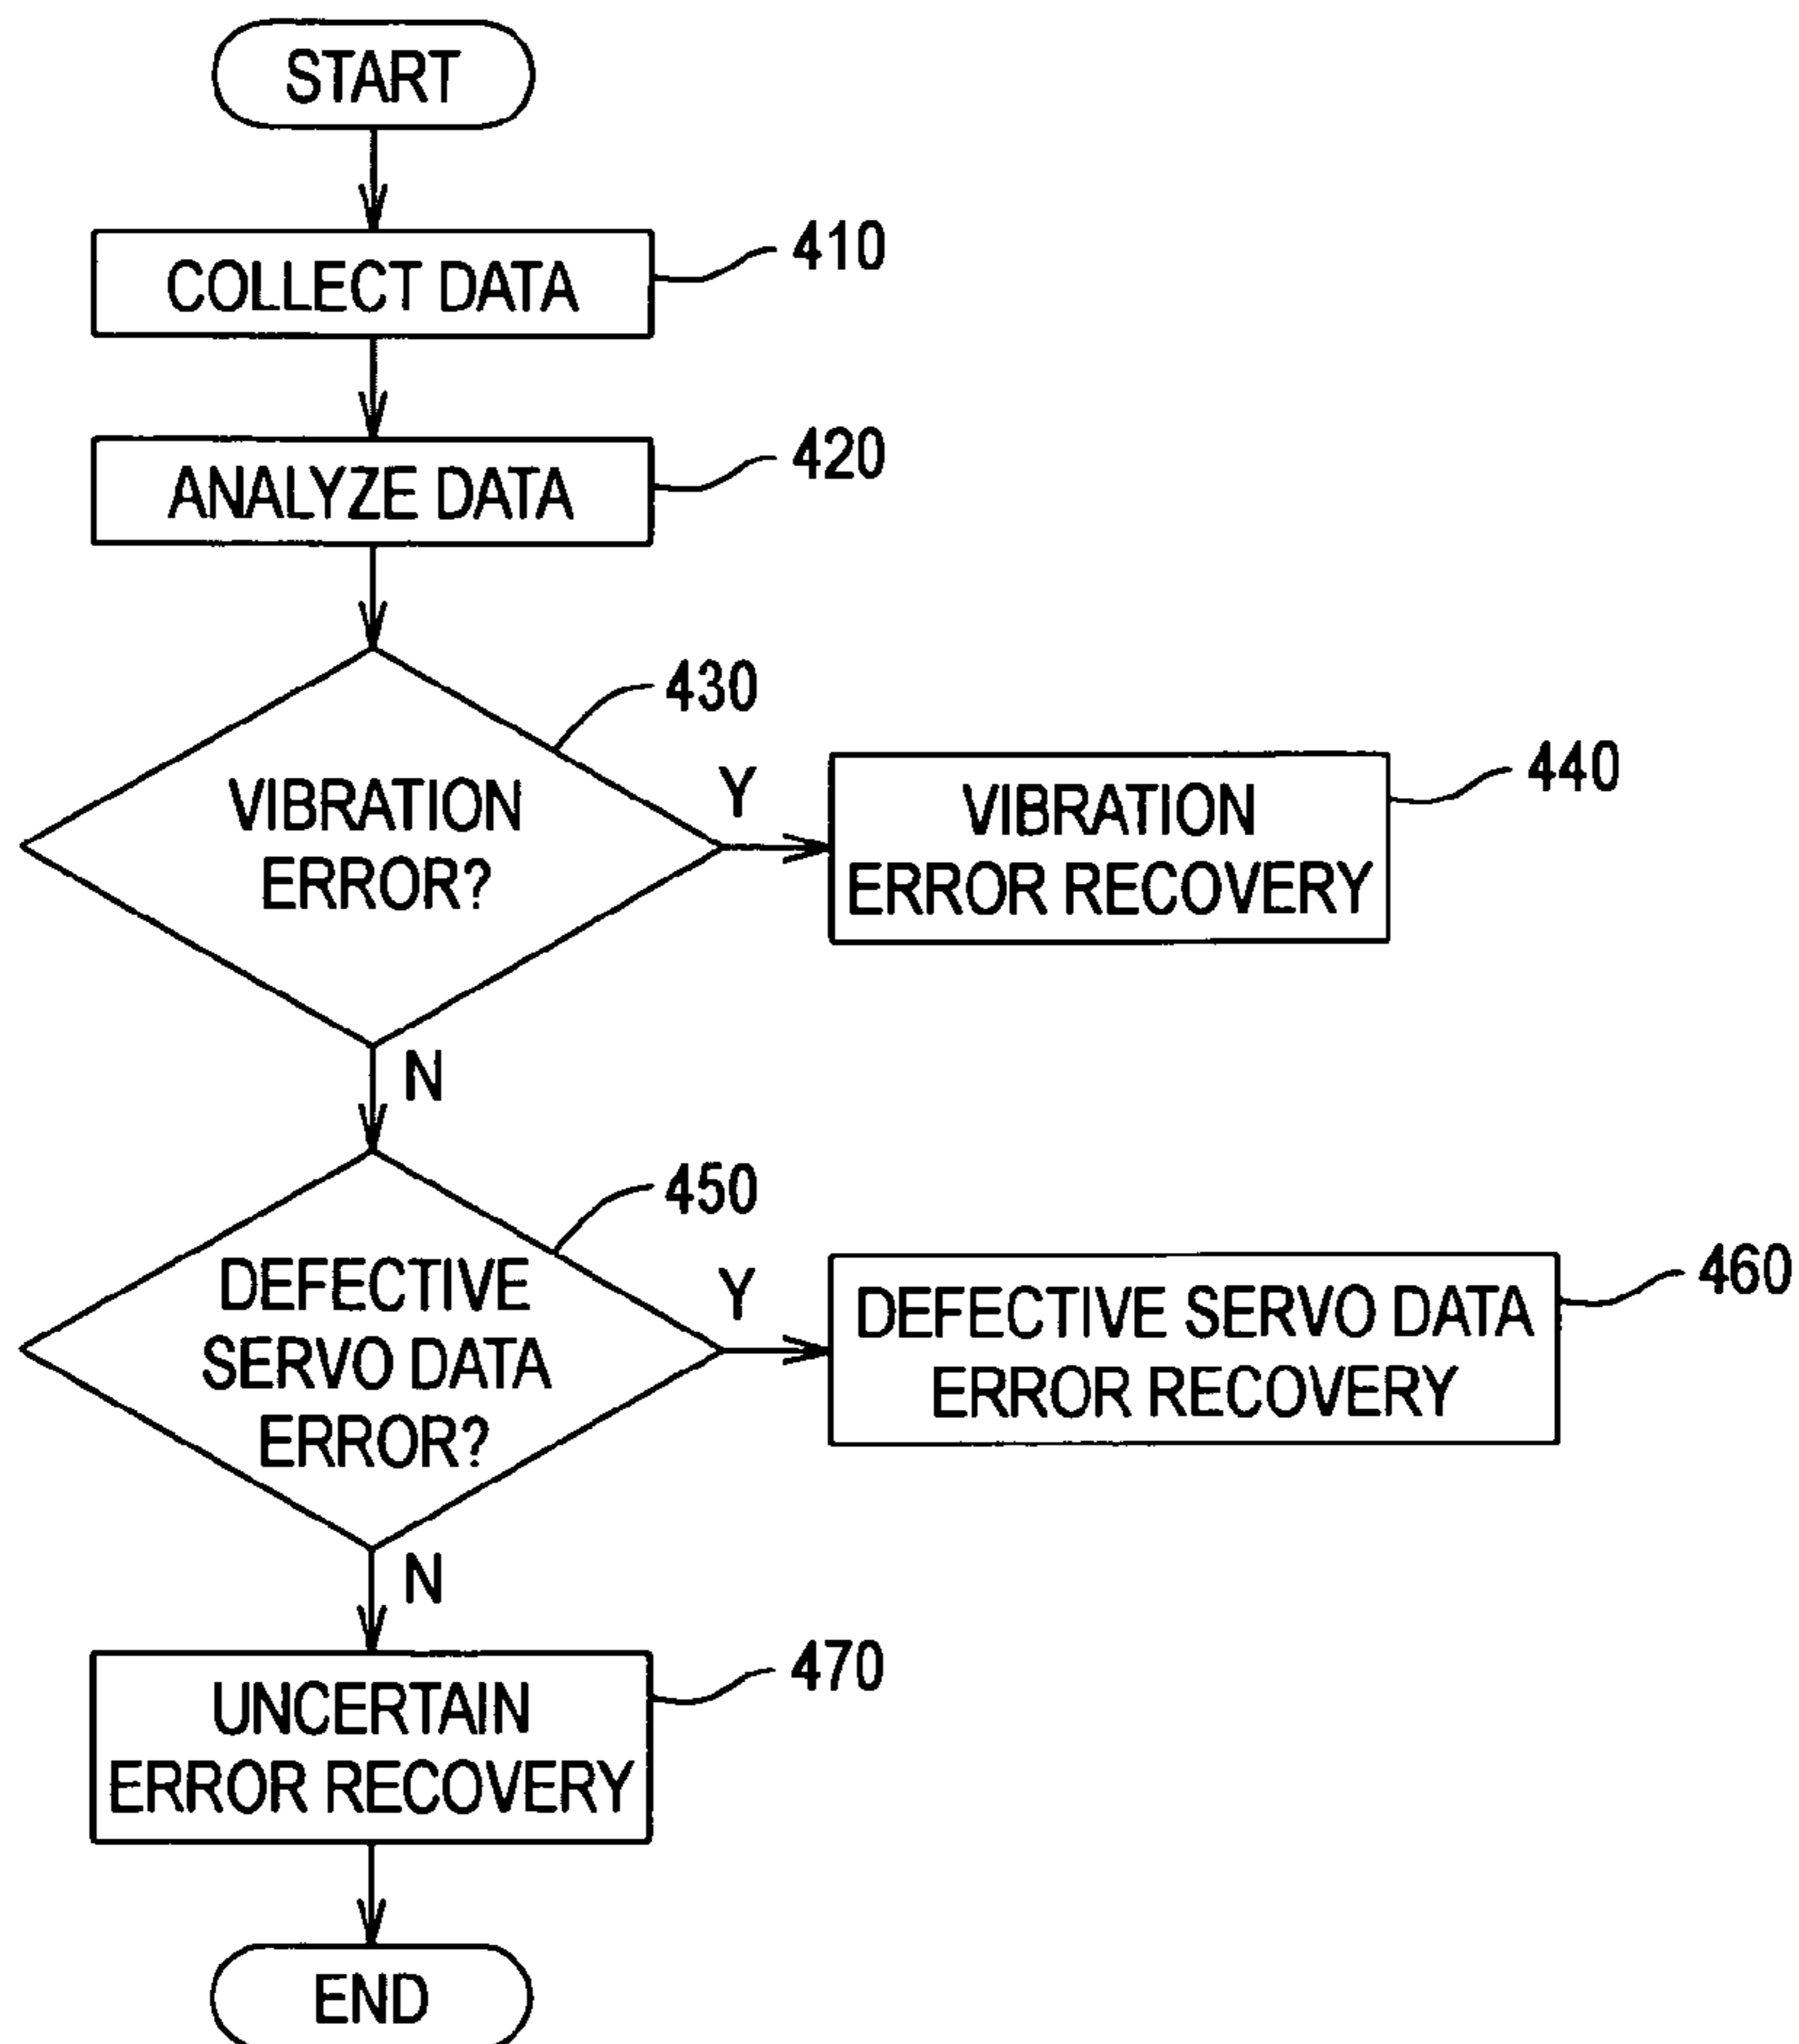 START
COLLECT DATA
410
ANALYZE DATA
420
430
VIBRATION
ERROR?
Y
VIBRATION
ERROR RECOVERY
440
N
450
DEFECTIVE
SERVO DATA
ERROR?
Y
DEFECTIVE SERVO DATA
ERROR RECOVERY
460
N
UNCERTAIN
ERROR RECOVERY
470
END